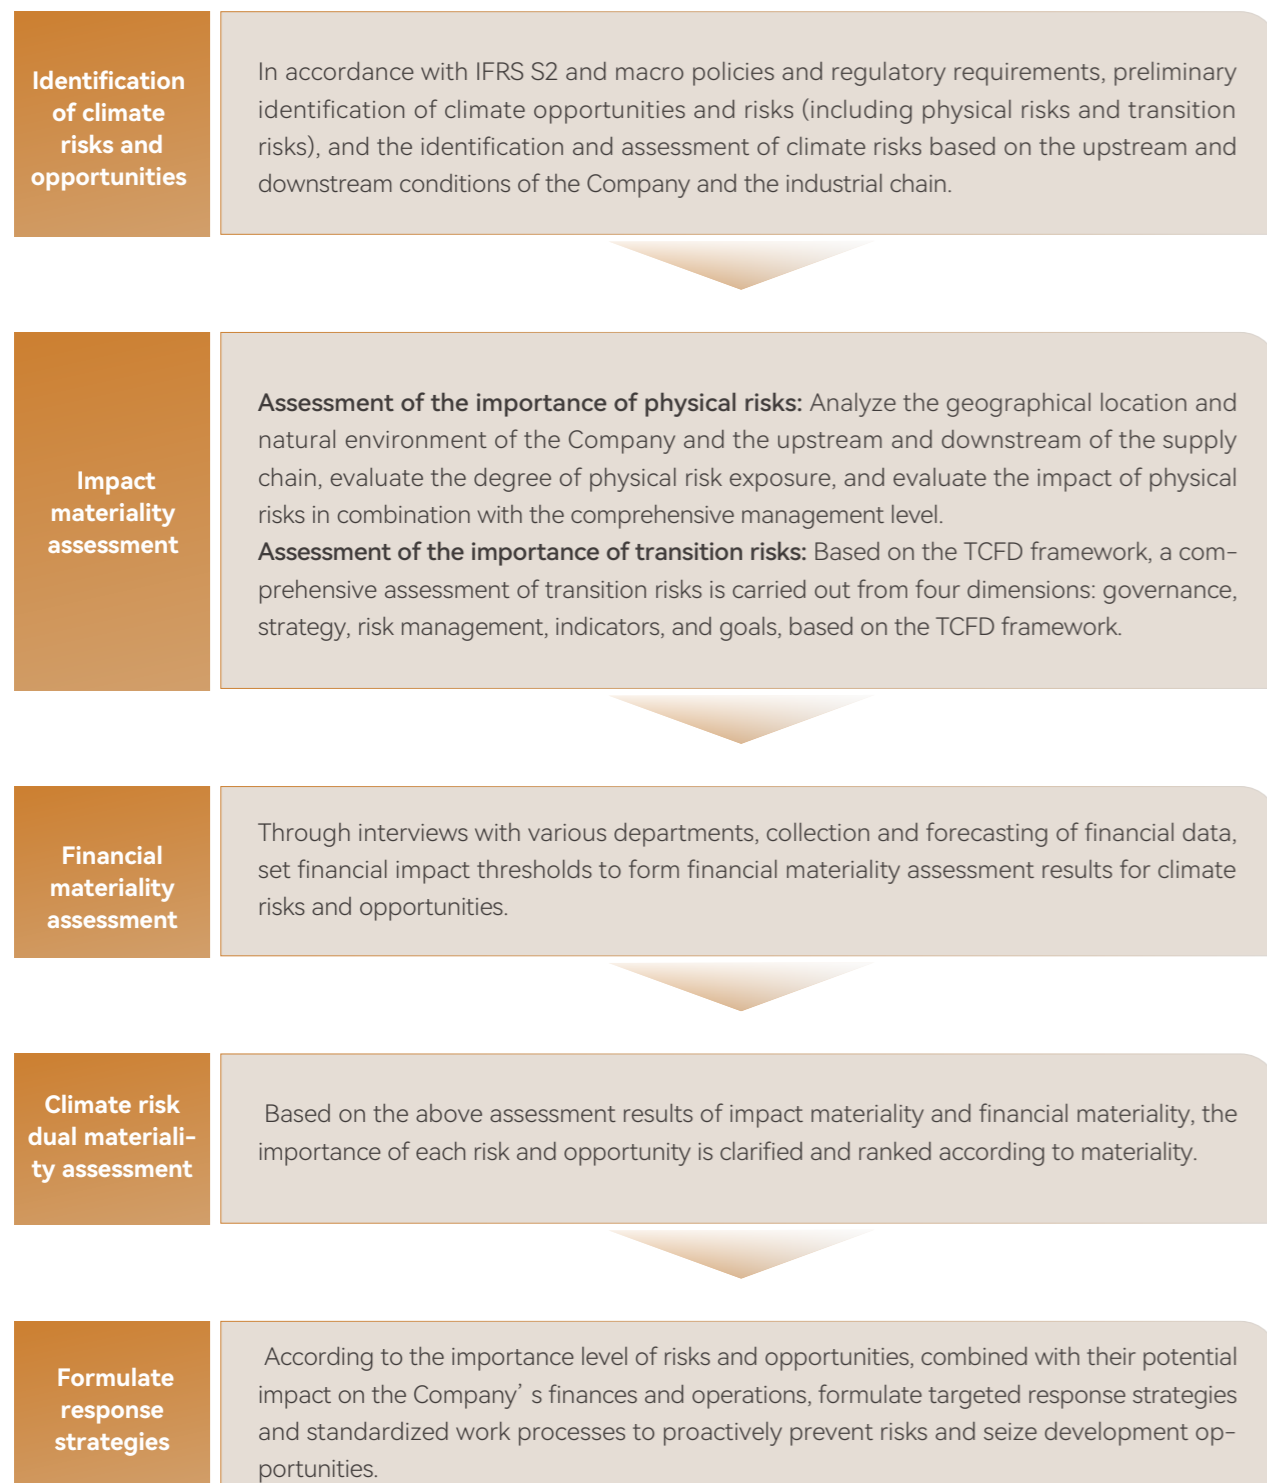 Identification
of climate
risks and
opportunities
In accordance with IFRS S2 and macro policies and regulatory requirements, preliminary
identification of climate opportunities and risks (including physical risks and transition
risks), and the identification and assessment of climate risks based on the upstream and
downstream conditions of the Company and the industrial chain.
Impact
materiality
assessment
Assessment of the importance of physical risks: Analyze the geographical location and
natural environment of the Company and the upstream and downstream of the supply
chain, evaluate the degree of physical risk exposure, and evaluate the impact of physical
risks in combination with the comprehensive management level.
Assessment of the importance of transition risks: Based on the TCFD framework, a com-
prehensive assessment of transition risks is carried out from four dimensions: governance,
strategy, risk management, indicators, and goals, based on the TCFD framework.
Financial
materiality
assessment
Through interviews with various departments, collection and forecasting of financial data,
set financial impact thresholds to form financial materiality assessment results for climate
risks and opportunities.
Climate risk
dual materiali-
ty assessment
Based on the above assessment results of impact materiality and financial materiality, the
importance of each risk and opportunity is clarified and ranked according to materiality.
Formulate
response
strategies
According to the importance level of risks and opportunities, combined with their potential
impact on the Company’ s finances and operations, formulate targeted response strategies
and standardized work processes to proactively prevent risks and seize development op-
portunities.